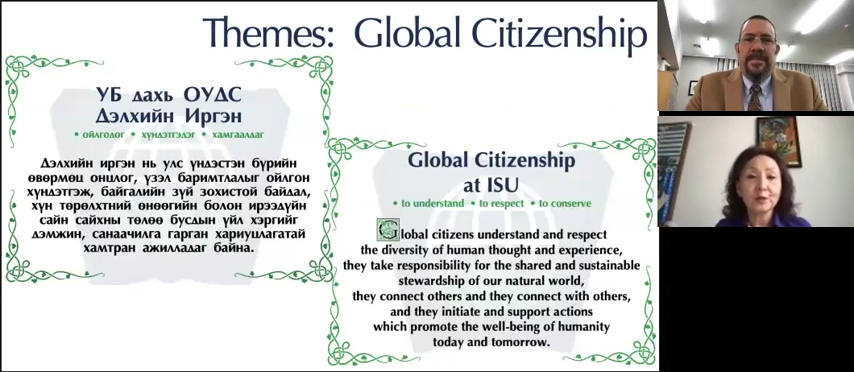 Themes: Global Citizenship
УБ дахь ОУДС
Дэлхийн Иргэн
• ойлголог • хүндэтгэдэг • хамгаалдаг
Дэлхийн иргэн нь улс үндэстэн бүрийн
өвөрмөц онцлог, үзэл баримтлалыг ойлгон
хүндэтгэж, байгалийн зүй зохистой байдал,
хүн төрөлхтний өнөөгийн болон ирээдүйн
сайн сайхны төлөө бусдын үйл хэргийг
дэмжин, санаачилга гарган хариуцлагатай
хамтран ажилладаг байна.
Global Citizenship
at ISU
• to understand • to respect • to conserve
Global citizens understand and respect
the diversity of human thought and experience,
they take responsibility for the shared and sustainable
stewardship of our natural world,
they connect others and they connect with others,
and they initiate and support actions
which promote the well-being of humanity
today and tomorrow.